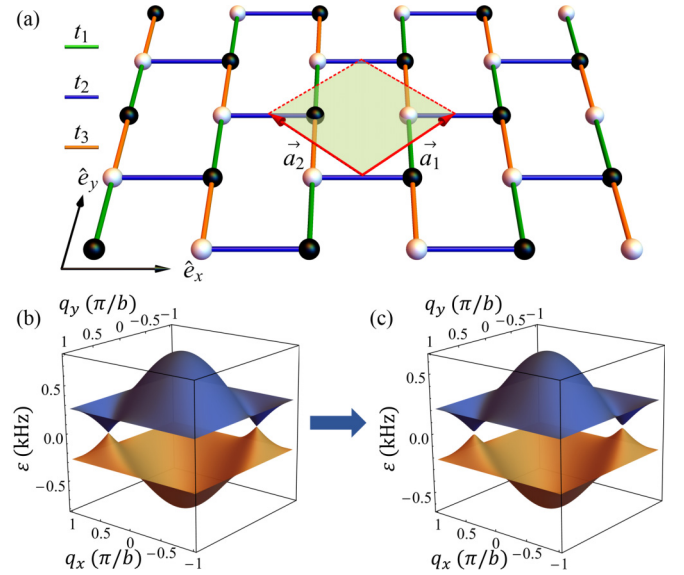 (a)
t₁
t₂
t₃
a⃗₂
a⃗₁
ê_y
ê_x
(b)
q_y (π/b)
1 0.5 0 -0.5 -1
ε (kHz)
0.5
0.0
−0.5
1 0.5 0 -0.5 -1
q_x (π/b)
(c)
q_y (π/b)
1 0.5 0 -0.5 -1
ε (kHz)
0.5
0.0
−0.5
1 0.5 0 -0.5 -1
q_x (π/b)